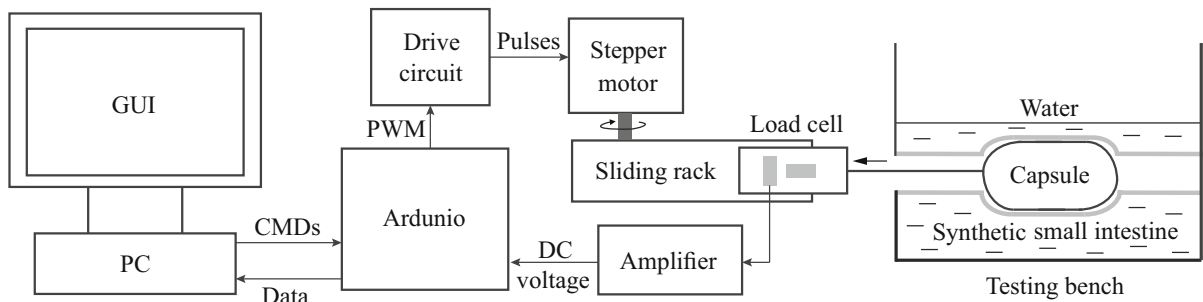 GUI
PC
CMDs
Data
Ardunio
PWM
Drive
circuit
Pulses
Stepper
motor
Sliding rack
Load cell
Amplifier
DC
voltage
Water
Capsule
Synthetic small intestine
Testing bench